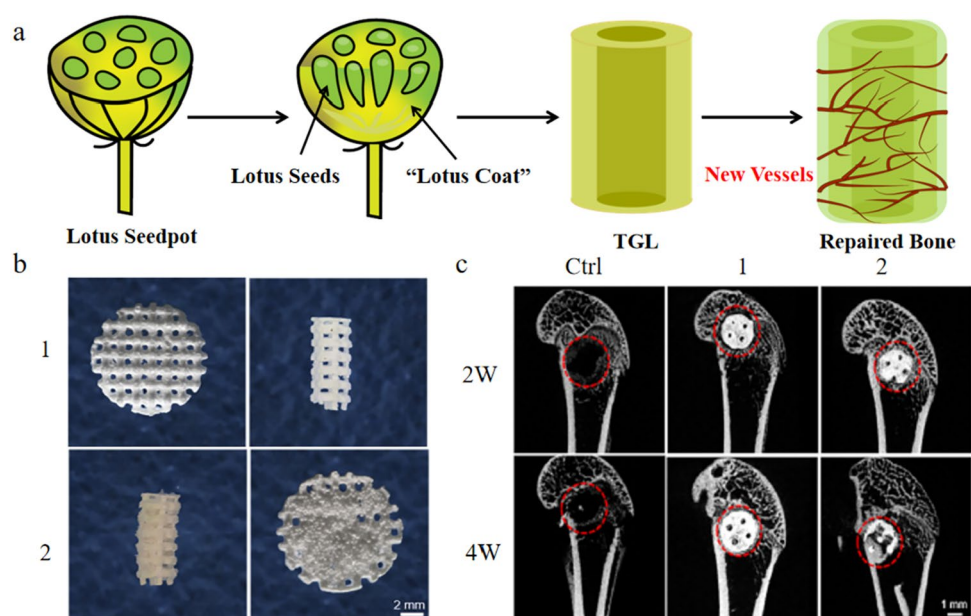 a
Lotus Seeds
“Lotus Coat”
New Vessels
Lotus Seedpot
TGL
Repaired Bone
b
c
Ctrl
1
2
1
2W
2
4W
2 mm
1 mm